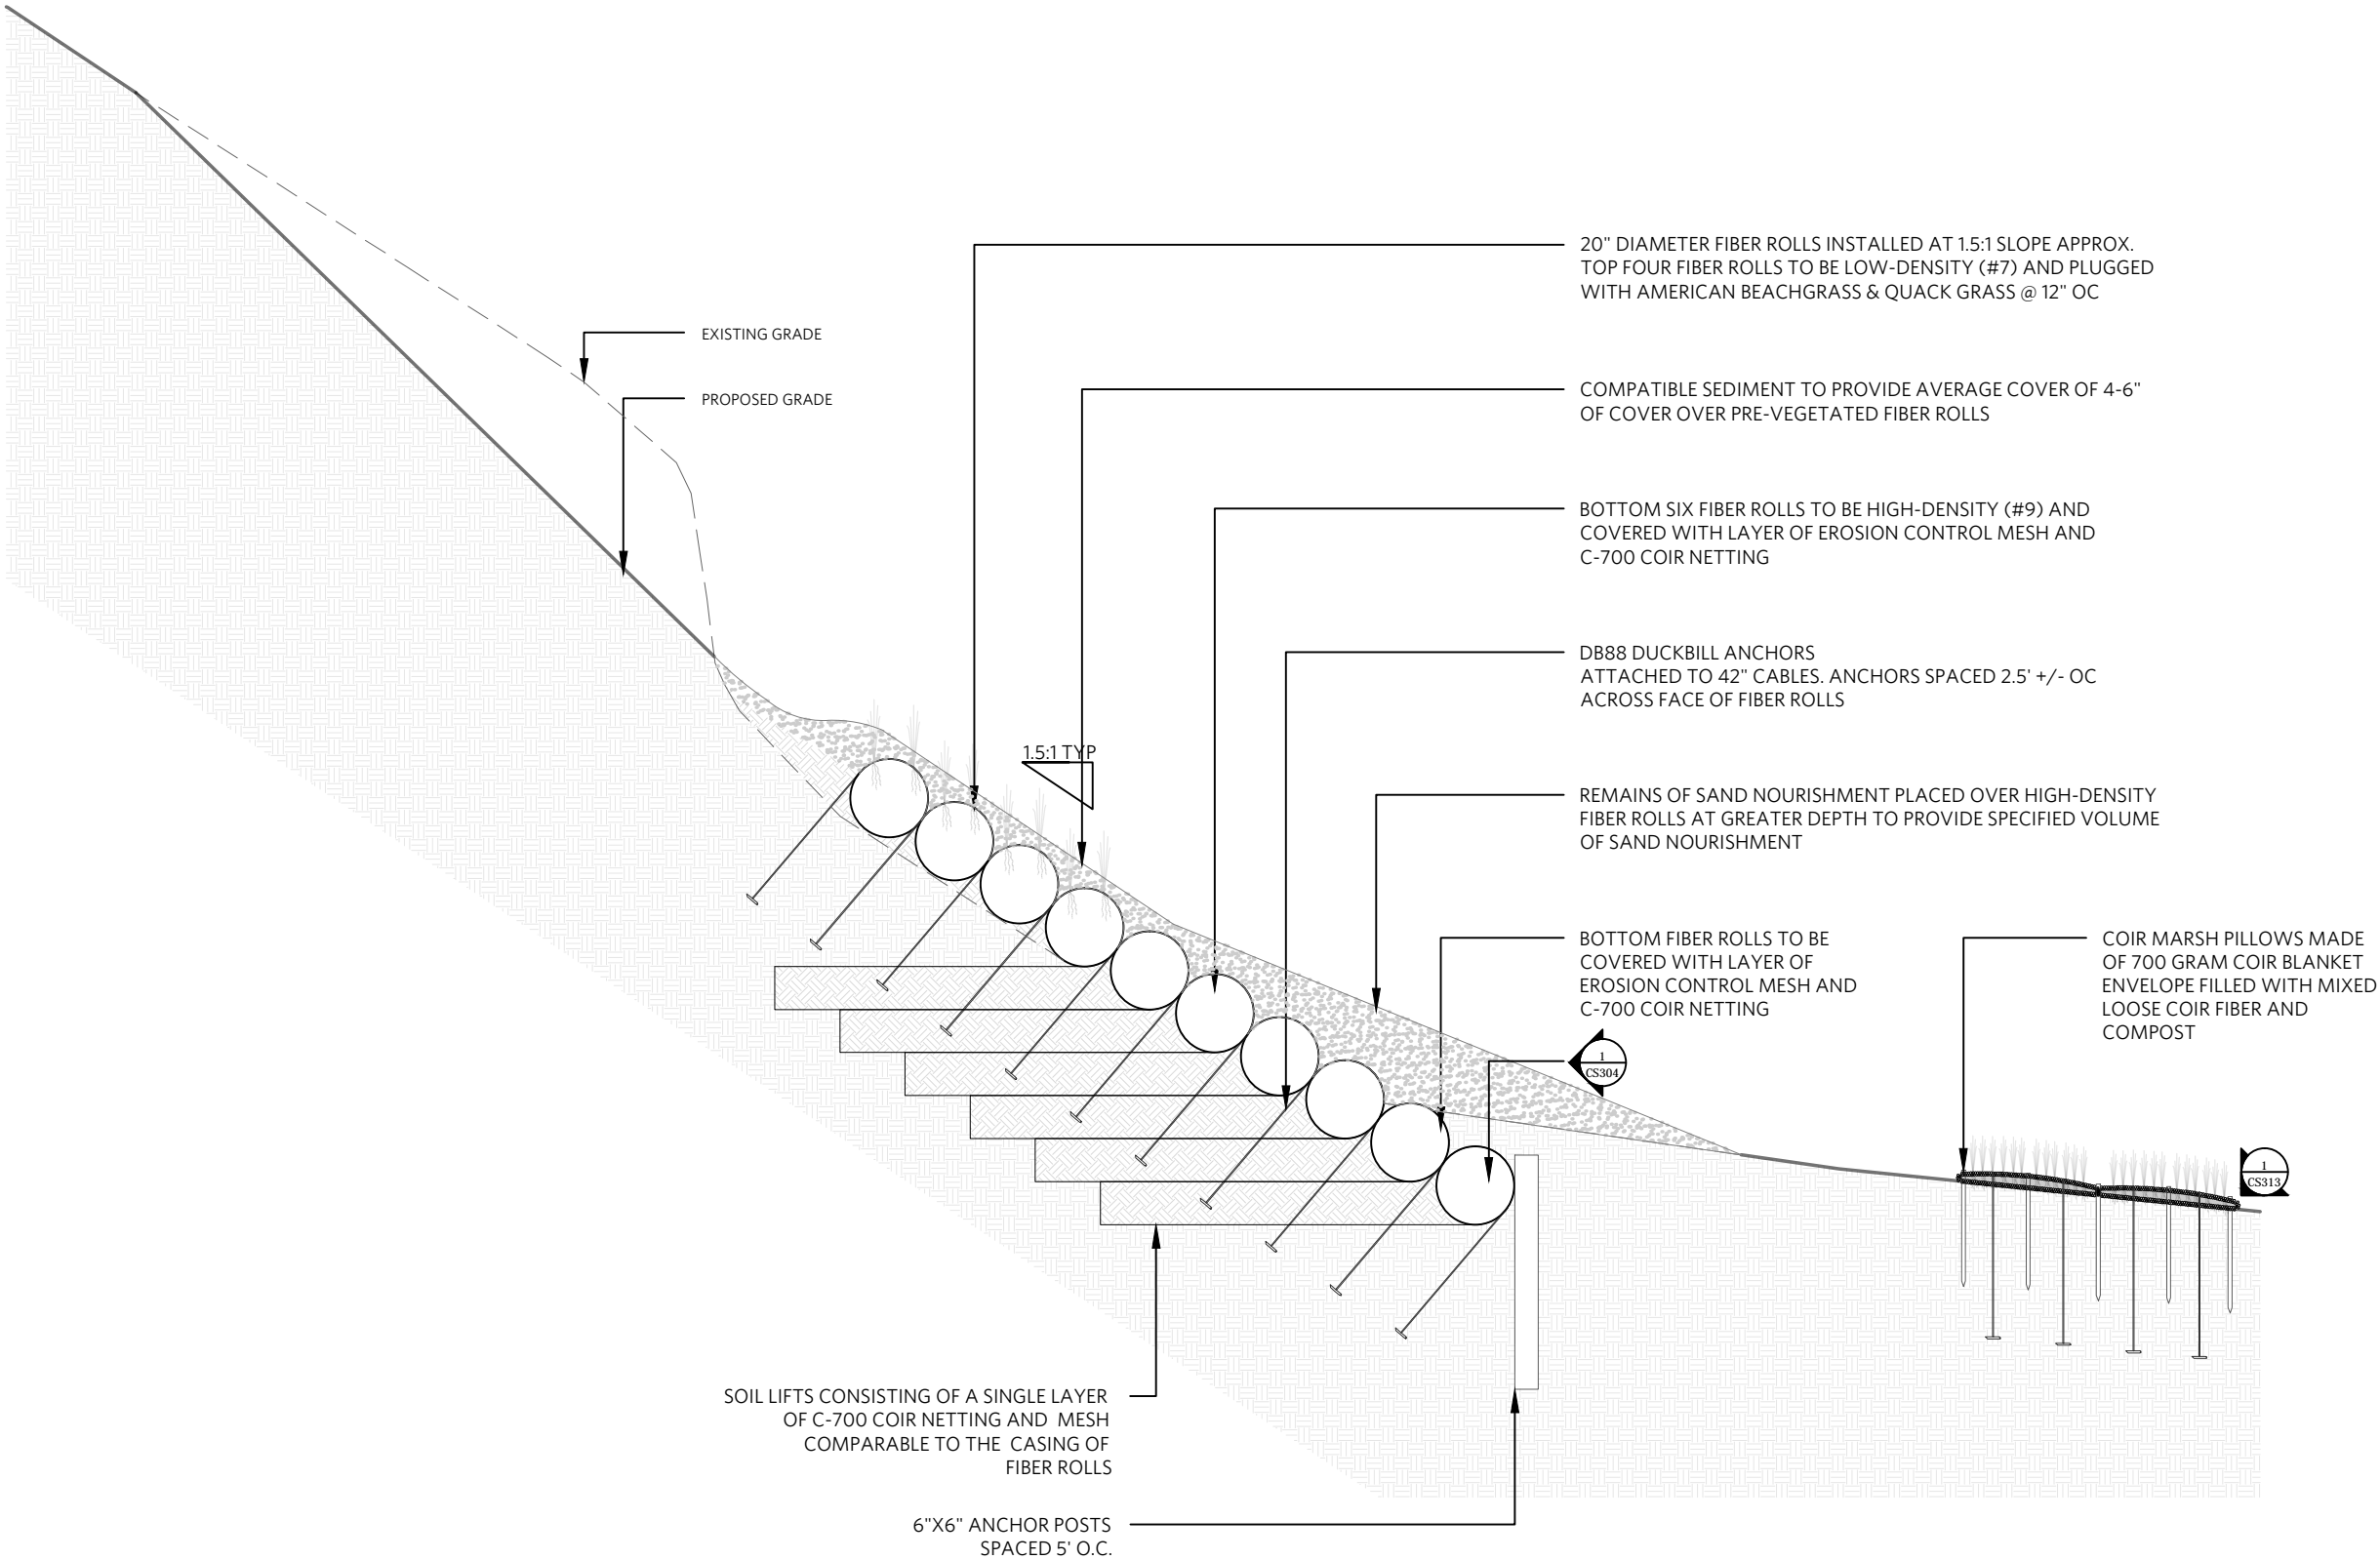 20" DIAMETER FIBER ROLLS INSTALLED AT 1.5:1 SLOPE APPROX.
TOP FOUR FIBER ROLLS TO BE LOW-DENSITY (#7) AND PLUGGED
WITH AMERICAN BEACHGRASS & QUACK GRASS @ 12" OC
EXISTING GRADE
PROPOSED GRADE
COMPATIBLE SEDIMENT TO PROVIDE AVERAGE COVER OF 4-6"
OF COVER OVER PRE-VEGETATED FIBER ROLLS
BOTTOM SIX FIBER ROLLS TO BE HIGH-DENSITY (#9) AND
COVERED WITH LAYER OF EROSION CONTROL MESH AND
C-700 COIR NETTING
DB88 DUCKBILL ANCHORS
ATTACHED TO 42" CABLES. ANCHORS SPACED 2.5' +/- OC
ACROSS FACE OF FIBER ROLLS
1.5:1 TYP
REMAINS OF SAND NOURISHMENT PLACED OVER HIGH-DENSITY
FIBER ROLLS AT GREATER DEPTH TO PROVIDE SPECIFIED VOLUME
OF SAND NOURISHMENT
BOTTOM FIBER ROLLS TO BE
COVERED WITH LAYER OF
EROSION CONTROL MESH AND
C-700 COIR NETTING
COIR MARSH PILLOWS MADE
OF 700 GRAM COIR BLANKET
ENVELOPE FILLED WITH MIXED
LOOSE COIR FIBER AND
COMPOST
1
CS304
1
CS313
SOIL LIFTS CONSISTING OF A SINGLE LAYER
OF C-700 COIR NETTING AND MESH
COMPARABLE TO THE CASING OF
FIBER ROLLS
6"X6" ANCHOR POSTS
SPACED 5' O.C.